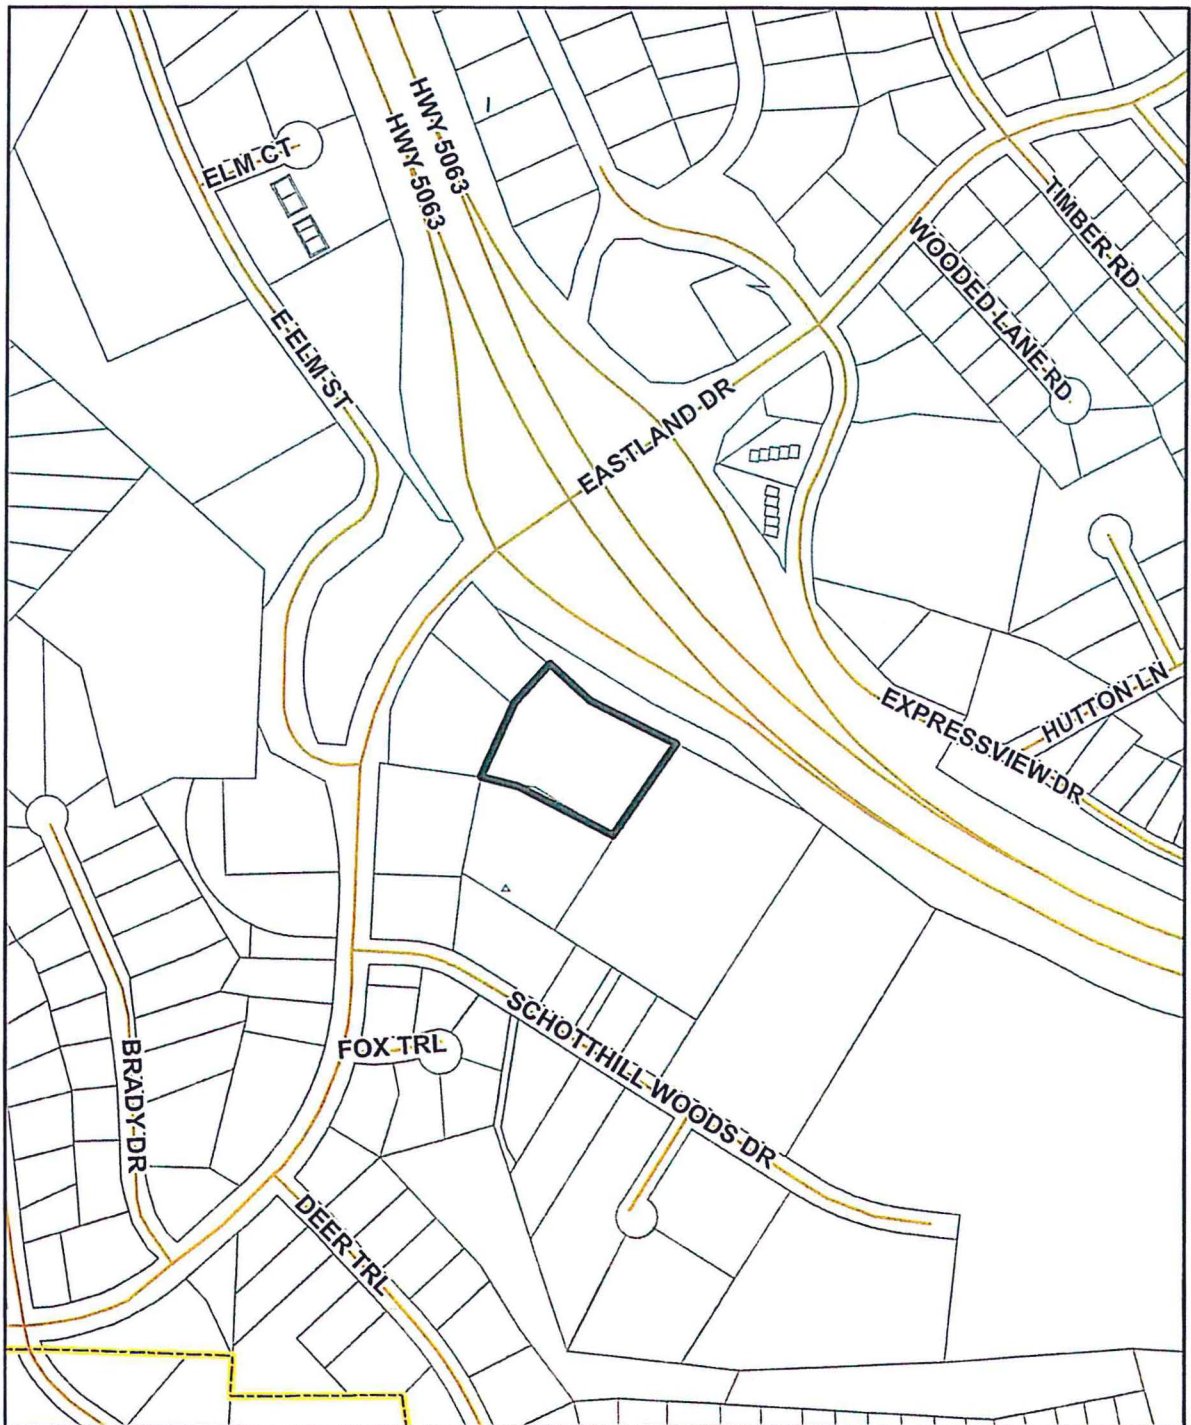 HWY 5063
HWY 5063
ELM CT
TIMBER RD
WOODED LANE RD
E ELM ST
EASTLAND DR
HUTTON LN
EXPRESSVIEW DR
SCHOTTHILL WOODS DR
FOX TRL
BRADY DR
DEER TRL